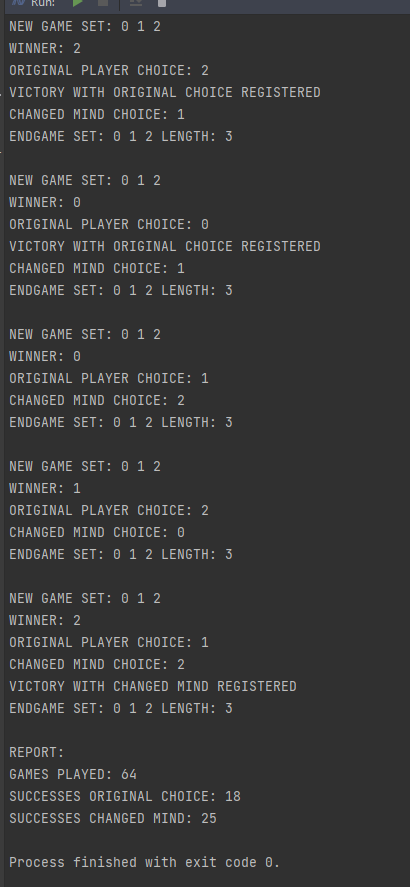 Run:
NEW GAME SET: 0 1 2
WINNER: 2
ORIGINAL PLAYER CHOICE: 2
VICTORY WITH ORIGINAL CHOICE REGISTERED
CHANGED MIND CHOICE: 1
ENDGAME SET: 0 1 2 LENGTH: 3
NEW GAME SET: 0 1 2
WINNER: 0
ORIGINAL PLAYER CHOICE: 0
VICTORY WITH ORIGINAL CHOICE REGISTERED
CHANGED MIND CHOICE: 1
ENDGAME SET: 0 1 2 LENGTH: 3
NEW GAME SET: 0 1 2
WINNER: 0
ORIGINAL PLAYER CHOICE: 1
CHANGED MIND CHOICE: 2
ENDGAME SET: 0 1 2 LENGTH: 3
NEW GAME SET: 0 1 2
WINNER: 1
ORIGINAL PLAYER CHOICE: 2
CHANGED MIND CHOICE: 0
ENDGAME SET: 0 1 2 LENGTH: 3
NEW GAME SET: 0 1 2
WINNER: 2
ORIGINAL PLAYER CHOICE: 1
CHANGED MIND CHOICE: 2
VICTORY WITH CHANGED MIND REGISTERED
ENDGAME SET: 0 1 2 LENGTH: 3
REPORT:
GAMES PLAYED: 64
SUCCESSES ORIGINAL CHOICE: 18
SUCCESSES CHANGED MIND: 25
Process finished with exit code 0.